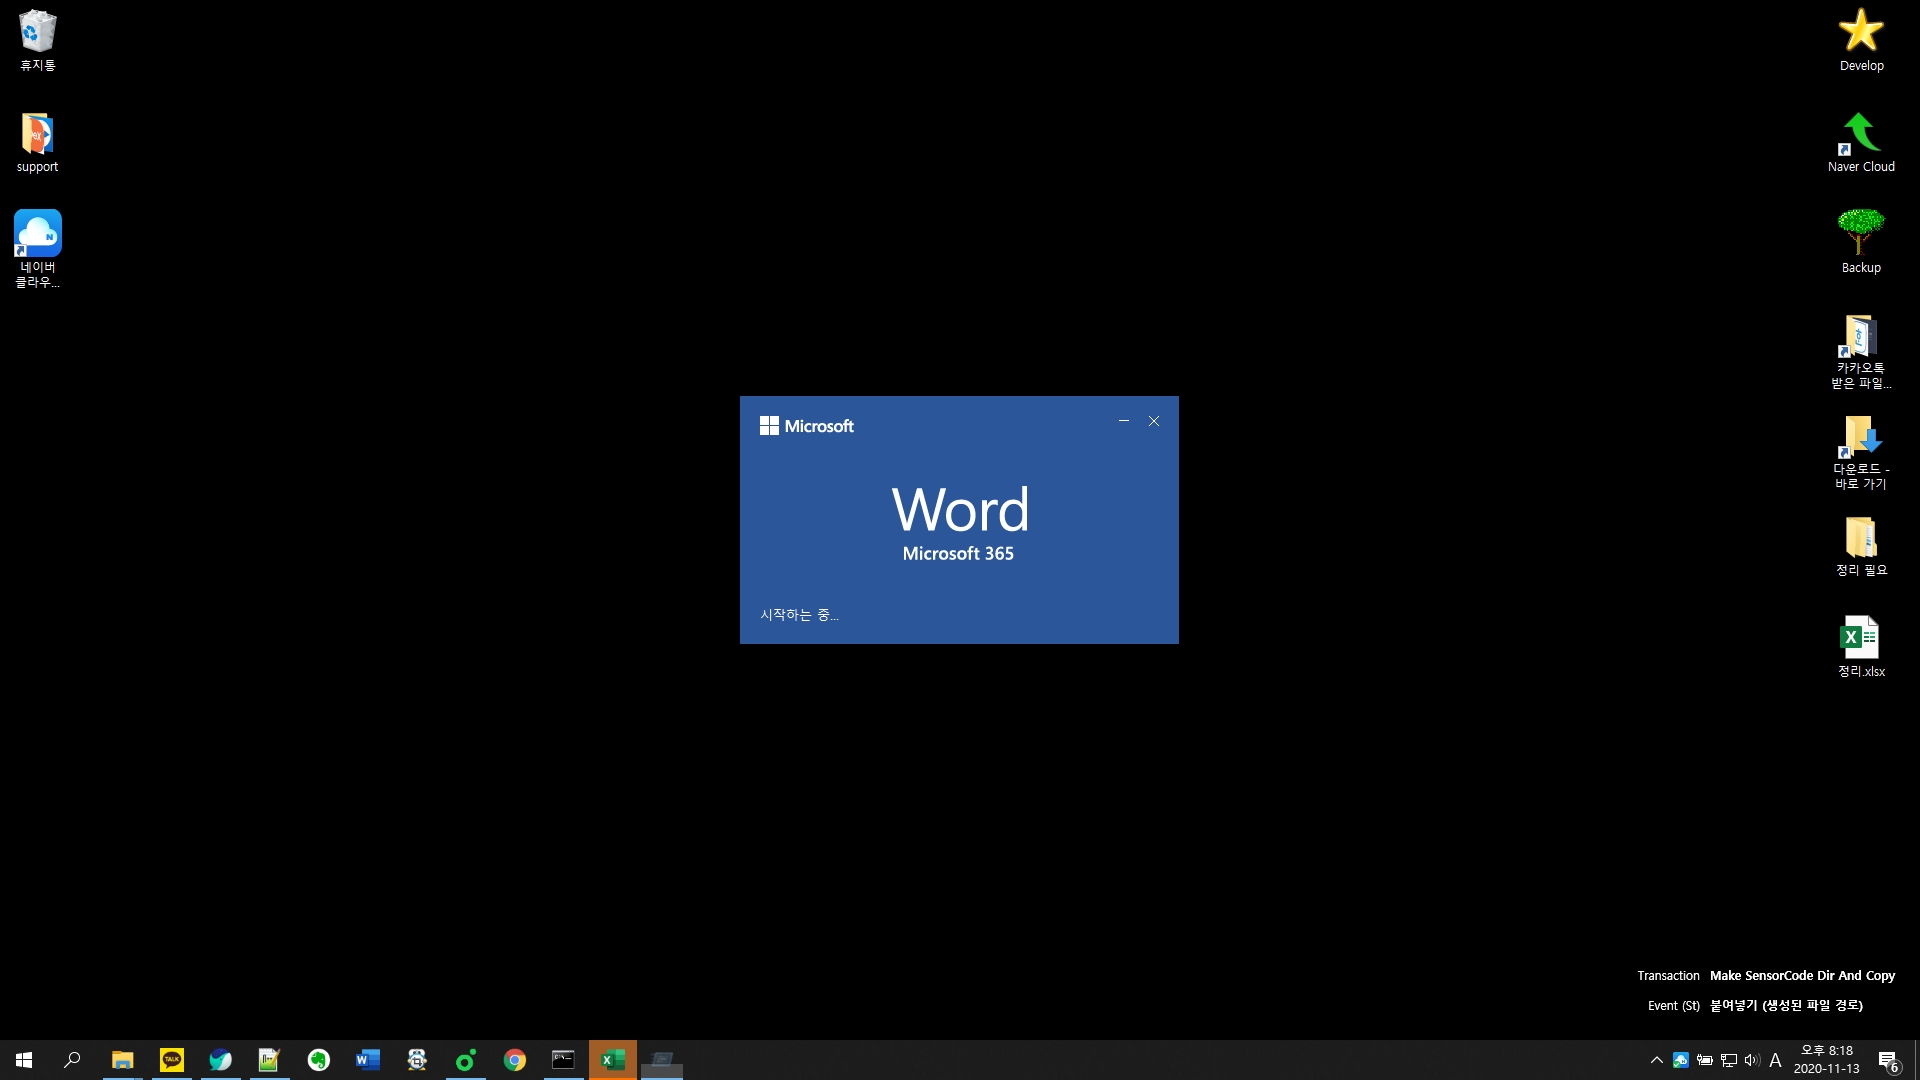 휴지통
support
네이버
클라우...
Develop
Naver Cloud
Backup
카카오톡
받은 파일...
다운로드 -
바로 가기
정리 필요
정리.xlsx
Microsoft
Word
Microsoft 365
시작하는 중...
Transaction Make SensorCode Dir And Copy
Event (St) 붙여넣기 (생성된 파일 경로)
TALK
A
오후 8:18
2020-11-13
6